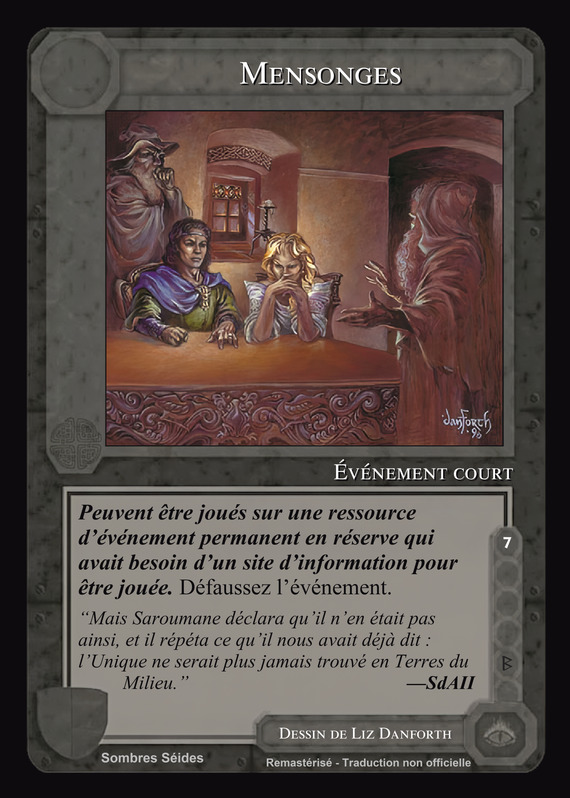 Mensonges
danForth
'90
Événement court
Peuvent être joués sur une ressource
d'événement permanent en réserve qui
avait besoin d'un site d'information pour
être jouée. Défaussez l'événement.
7
“Mais Saroumane déclara qu'il n'en était pas
ainsi, et il répéta ce qu'il nous avait déjà dit :
l'Unique ne serait plus jamais trouvé en Terres du
Milieu.” —SdAII
Dessin de Liz Danforth
Sombres Séides
Remastérisé - Traduction non officielle